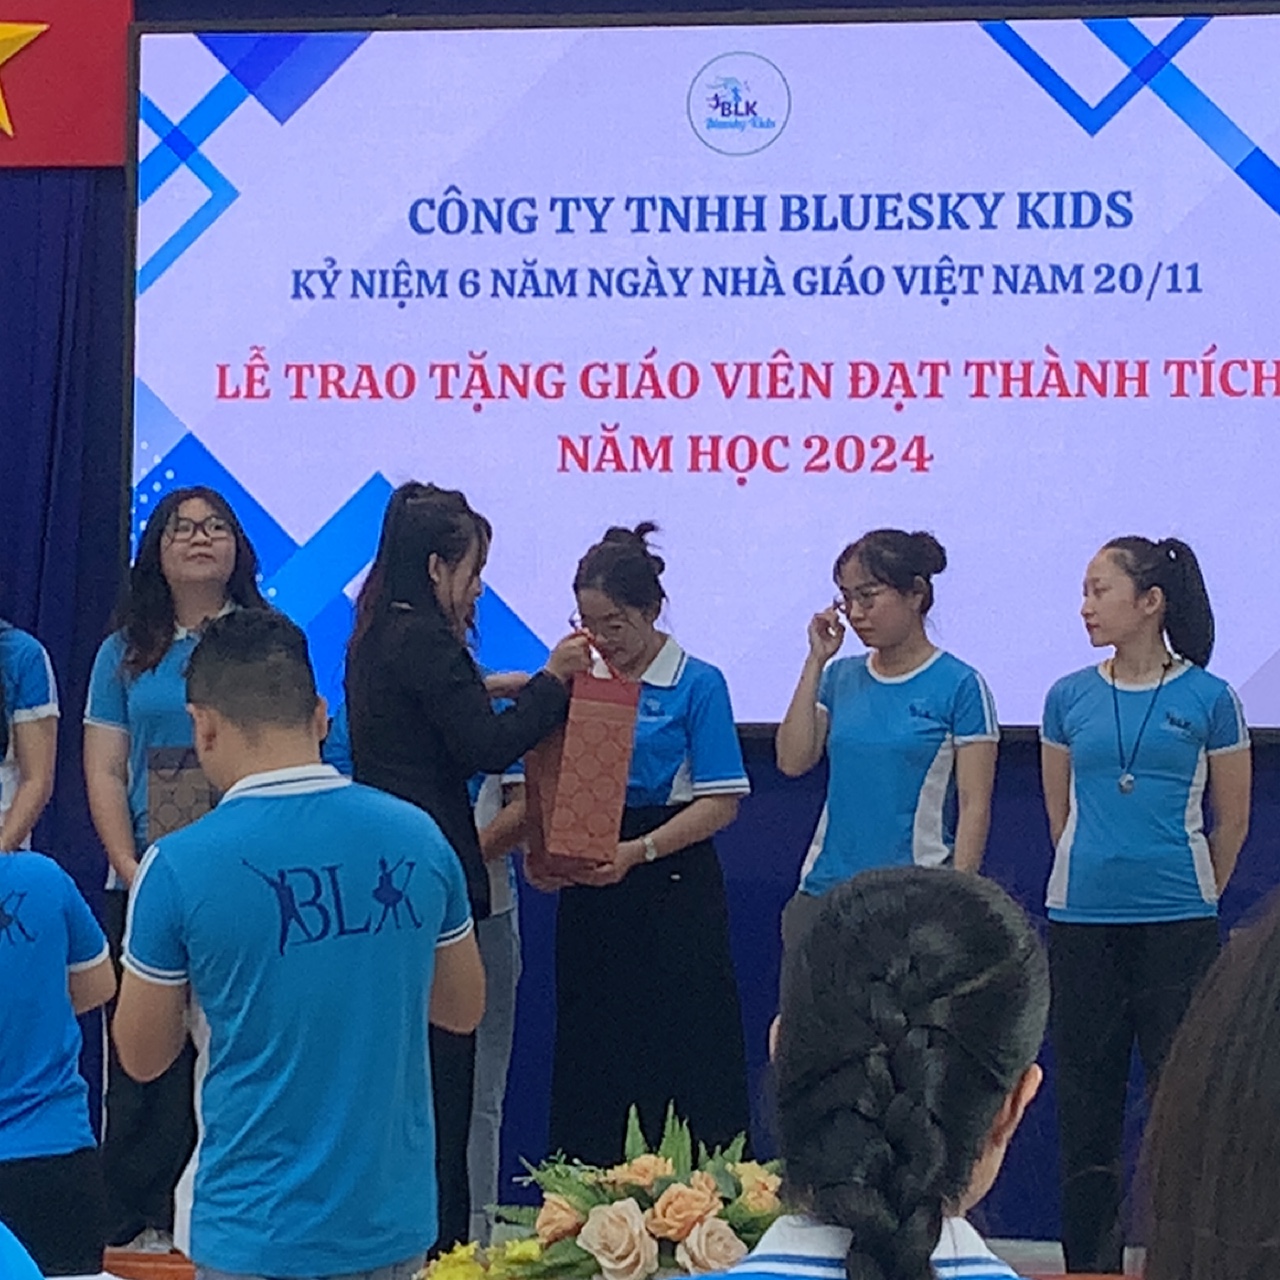 BLK
Bluesky Kids
CÔNG TY TNHH BLUESKY KIDS
KỶ NIỆM 6 NĂM NGÀY NHÀ GIÁO VIỆT NAM 20/11
LỄ TRAO TẶNG GIÁO VIÊN ĐẠT THÀNH TÍCH
NĂM HỌC 2024
BLK